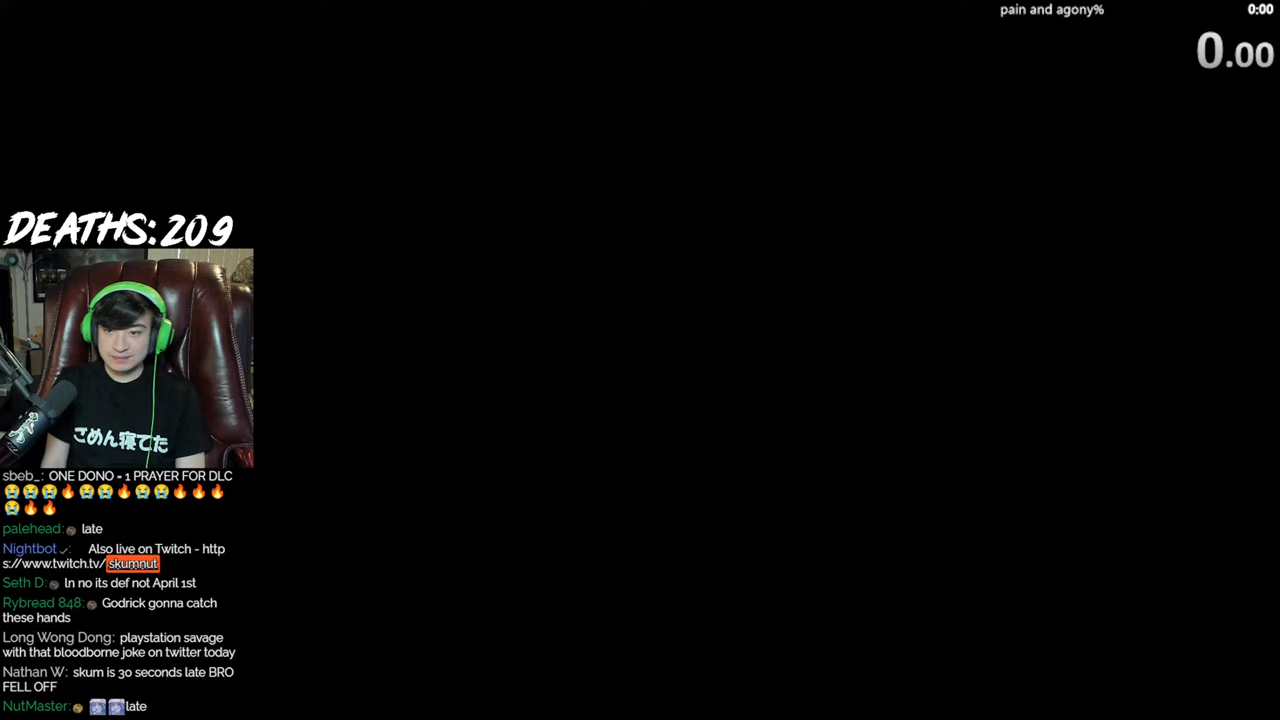 pain and agony% 0:00
0.00
DEATHS: 209
ごめん寝てた
sbeb_: ONE DONO = 1 PRAYER FOR DLC
😭😭😭🔥😭😭🔥😭😭🔥🔥🔥
😭🔥🔥
palehead: late
Nightbot: Also live on Twitch - http
s://www.twitch.tv/skumnut
Seth D: ln no its def not April 1st
Rybread 848: Godrick gonna catch
these hands
Long Wong Dong: playstation savage
with that bloodborne joke on twitter today
Nathan W: skum is 30 seconds late BRO
FELL OFF
NutMaster: late